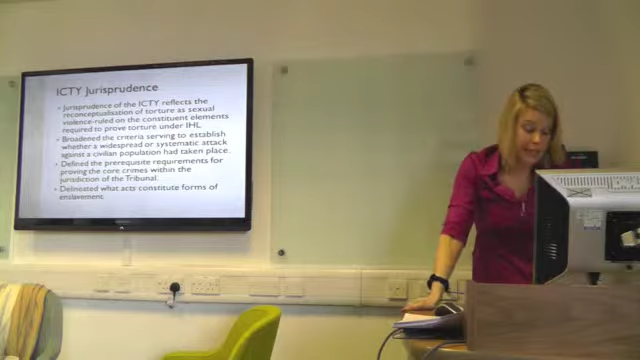 ICTY Jurisprudence
Jurisprudence of the ICTY reflects the
reconceptualisation of torture as sexual
violence-ruled on the constituent elements
required to prove torture under IHL.
Broadened the criteria serving to establish
whether a widespread or systematic attack
against a civilian population had taken place.
Defined the prerequisite requirements for
proving the core crimes within the
jurisdiction of the Tribunal.
Delineated what acts constitute forms of
enslavement.